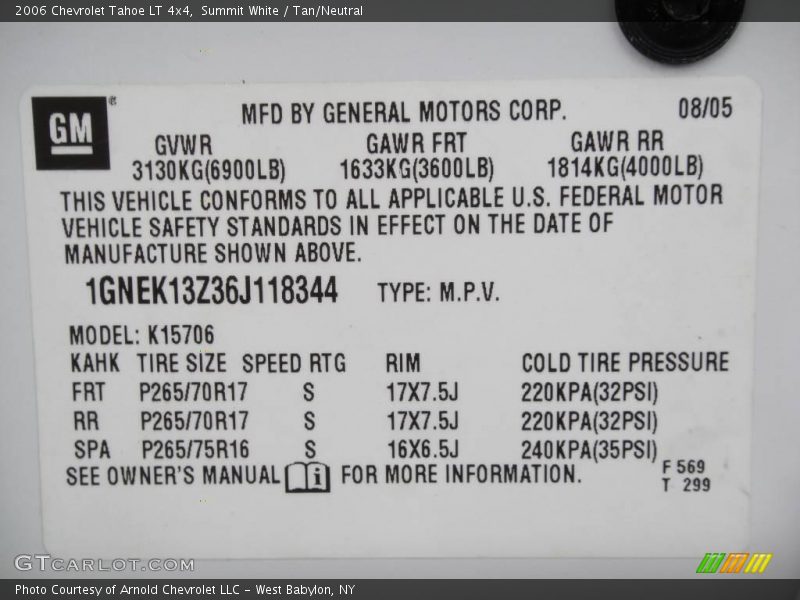 2006 Chevrolet Tahoe LT 4x4, Summit White / Tan/Neutral
GM®
MFD BY GENERAL MOTORS CORP. 08/05
GVWR GAWR FRT GAWR RR
3130KG(6900LB) 1633KG(3600LB) 1814KG(4000LB)
THIS VEHICLE CONFORMS TO ALL APPLICABLE U.S. FEDERAL MOTOR
VEHICLE SAFETY STANDARDS IN EFFECT ON THE DATE OF
MANUFACTURE SHOWN ABOVE.
1GNEK13Z36J118344 TYPE: M.P.V.
MODEL: K15706
KAHK TIRE SIZE SPEED RTG RIM COLD TIRE PRESSURE
FRT P265/70R17 S 17X7.5J 220KPA(32PSI)
RR P265/70R17 S 17X7.5J 220KPA(32PSI)
SPA P265/75R16 S 16X6.5J 240KPA(35PSI)
SEE OWNER'S MANUAL i FOR MORE INFORMATION.
F 569
T 299
GTCARLOT.COM
Photo Courtesy of Arnold Chevrolet LLC - West Babylon, NY